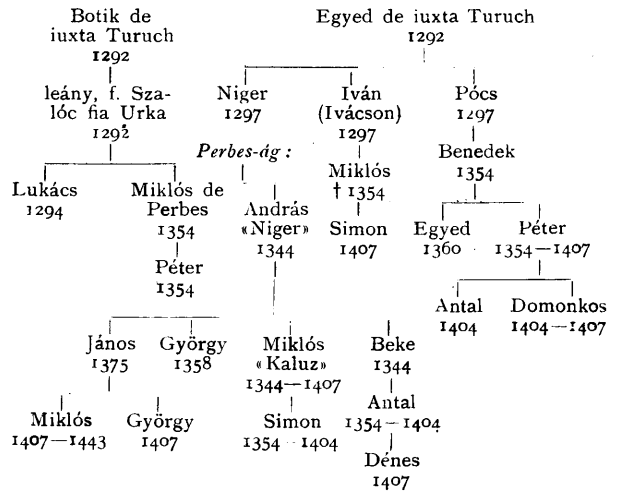 Botik de
iuxta Turuch
1292
Egyed de iuxta Turuch
1292
leány, f. Sza-
lóc fia Urka
1292
Niger
1297
Iván
(Ivácson)
1297
Pócs
1297
Perbes-ág :
Lukács
1294
Miklós de
Perbes
1354
András
«Niger»
1344
Miklós
† 1354
Benedek
1354
Péter
1354
Simon
1407
Egyed
1360
Péter
1354—1407
Antal
1404
Domonkos
1404—1407
János
1375
György
1358
Miklós
«Kaluz»
1344—1407
Beke
1344
Miklós
1407—1443
György
1407
Simon
1354 1404
Antal
1354—1404
Dénes
1407